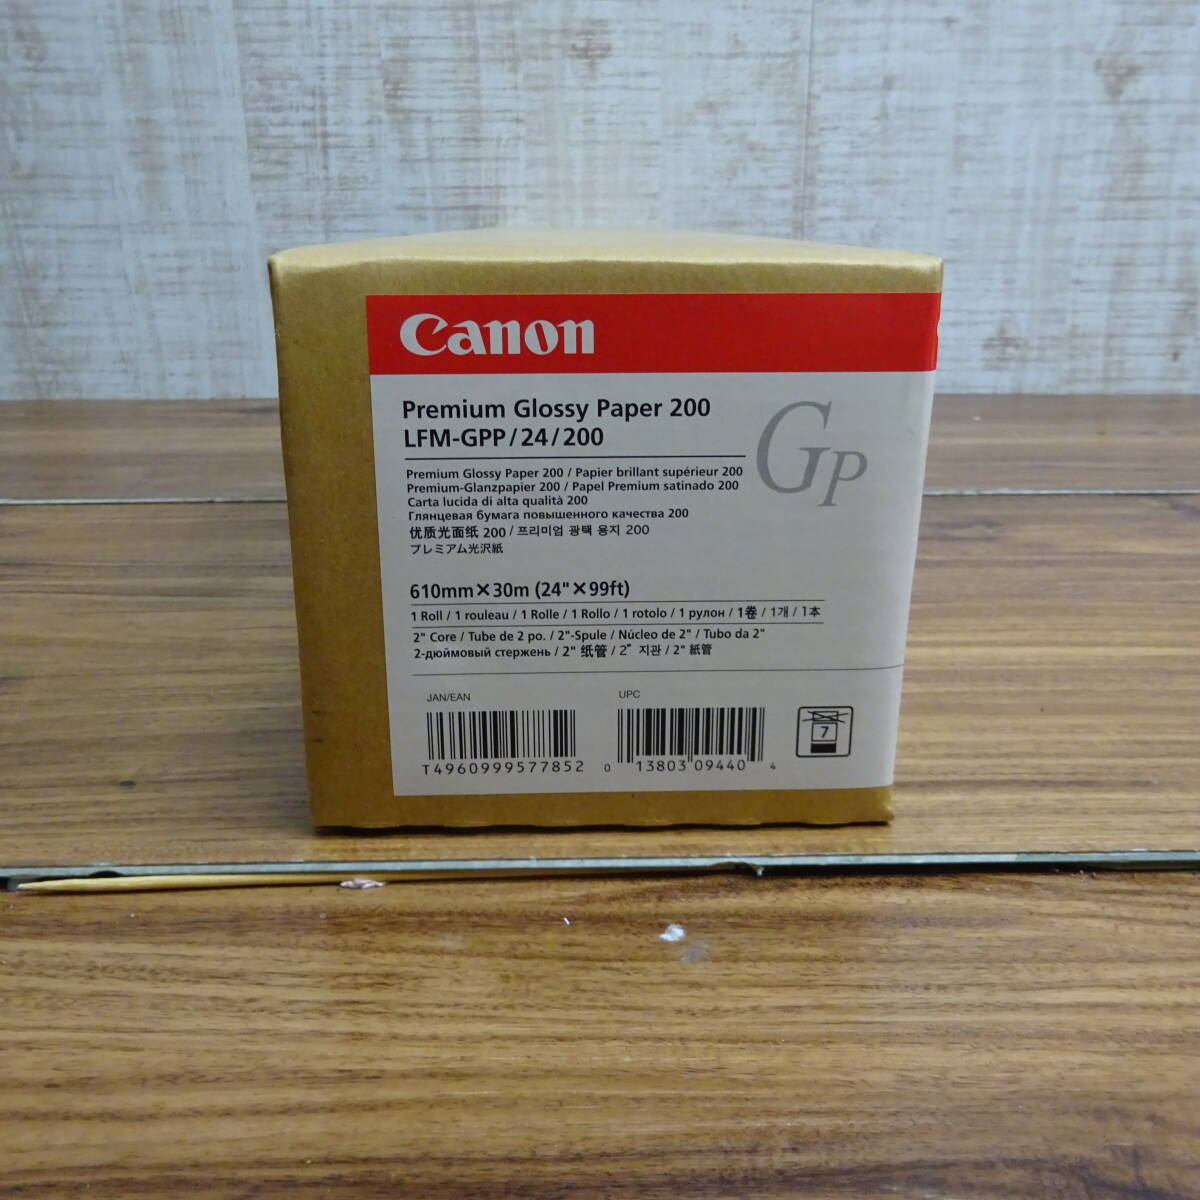 Canon
Premium Glossy Paper 200
LFM-GPP/24/200
GP
Premium Glossy Paper 200 / Papier brillant supérieur 200
Premium-Glanzpapier 200 / Papel Premium satinado 200
Carta lucida di alta qualità 200
Глянцевая бумага повышенного качества 200
优质光面纸 200 / 프리미엄 광택 용지 200
プレミアム光沢紙
610mm×30m (24"×99ft)
1 Roll / 1 rouleau / 1 Rolle / 1 Rollo / 1 rotolo / 1 рулон / 1卷 / 1개 / 1本
2" Core / Tube de 2 po. / 2"-Spule / Núcleo de 2" / Tubo da 2"
2-дюймовый стержень / 2" 纸管 / 2" 지관 / 2" 紙管
JAN/EAN
UPC
T4960999577852
0 13803 09440 4
7